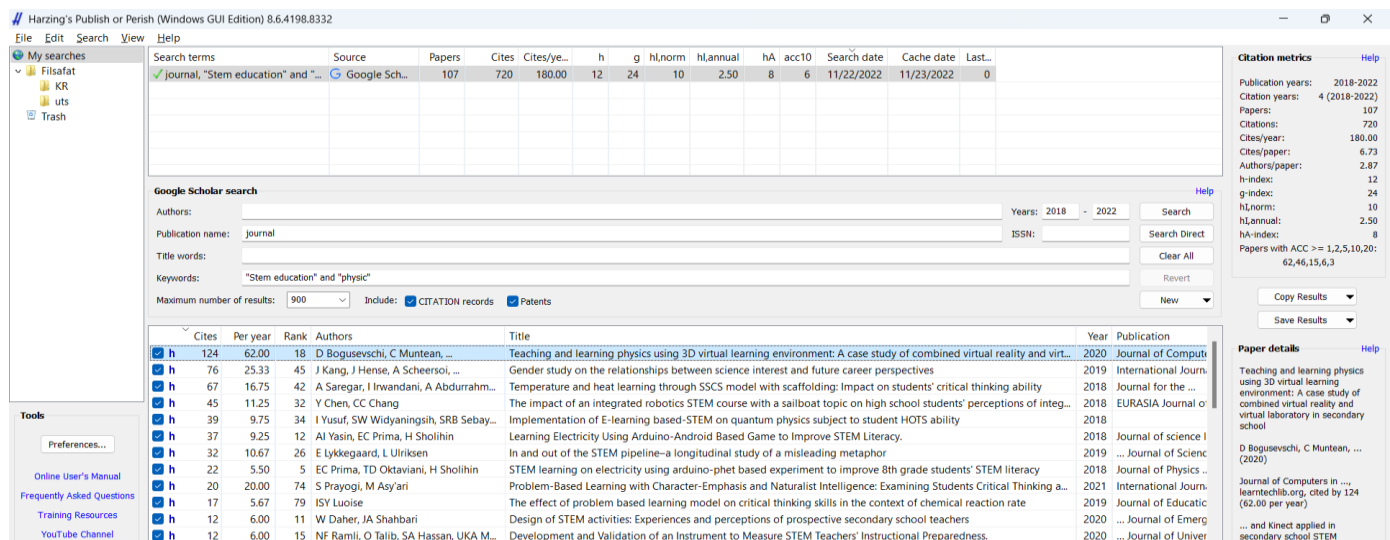 Harzing's Publish or Perish (Windows GUI Edition) 8.6.4198.8332
File Edit Search View Help
My searches
Filsafat
KR
uts
Trash
Search terms Source Papers Cites Cites/ye... h g hI,norm hI,annual hA acc10 Search date Cache date Last...
journal, "Stem education" and "... Google Sch... 107 720 180.00 12 24 10 2.50 8 6 11/22/2022 11/23/2022 0
Google Scholar search Help
Authors: Years: 2018 - 2022 Search
Publication name: journal ISSN: Search Direct
Title words: Clear All
Keywords: "Stem education" and "physic" Revert
Maximum number of results: 900 Include: CITATION records Patents New
Cites Per year Rank Authors Title Year Publication
h 124 62.00 18 D Bogusevschi, C Muntean, ... Teaching and learning physics using 3D virtual learning environment: A case study of combined virtual reality and virt... 2020 Journal of Compute
h 76 25.33 45 J Kang, J Hense, A Scheersoi, ... Gender study on the relationships between science interest and future career perspectives 2019 International Journ
h 67 16.75 42 A Saregar, I Irwandani, A Abdurrahm... Temperature and heat learning through SSCS model with scaffolding: Impact on students' critical thinking ability 2018 Journal for the ...
h 45 11.25 32 Y Chen, CC Chang The impact of an integrated robotics STEM course with a sailboat topic on high school students' perceptions of integ... 2018 EURASIA Journal of
h 39 9.75 34 I Yusuf, SW Widyaningsih, SRB Sebay... Implementation of E-learning based-STEM on quantum physics subject to student HOTS ability 2018
h 37 9.25 12 AI Yasin, EC Prima, H Sholihin Learning Electricity Using Arduino-Android Based Game to Improve STEM Literacy. 2018 Journal of science l
h 32 10.67 26 E Lykkegaard, L Ulriksen In and out of the STEM pipeline–a longitudinal study of a misleading metaphor 2019 ... Journal of Scienc
h 22 5.50 5 EC Prima, TD Oktaviani, H Sholihin STEM learning on electricity using arduino-phet based experiment to improve 8th grade students' STEM literacy 2018 Journal of Physics ..
h 20 20.00 74 S Prayogi, M Asy'ari Problem-Based Learning with Character-Emphasis and Naturalist Intelligence: Examining Students Critical Thinking a... 2021 International Journ
h 17 5.67 79 ISY Luoise The effect of problem based learning model on critical thinking skills in the context of chemical reaction rate 2019 Journal of Educatic
h 12 6.00 11 W Daher, JA Shahbari Design of STEM activities: Experiences and perceptions of prospective secondary school teachers 2020 ... Journal of Emerg
h 12 6.00 15 NF Ramli, O Talib, SA Hassan, UKA M... Development and Validation of an Instrument to Measure STEM Teachers' Instructional Preparedness. 2020 ... Journal of Univer
Tools
Preferences...
Online User's Manual
Frequently Asked Questions
Training Resources
YouTube Channel
Citation metrics Help
Publication years: 2018-2022
Citation years: 4 (2018-2022)
Papers: 107
Citations: 720
Cites/year: 180.00
Cites/paper: 6.73
Authors/paper: 2.87
h-index: 12
g-index: 24
hI,norm: 10
hI,annual: 2.50
hA-index: 8
Papers with ACC >= 1,2,5,10,20:
62,46,15,6,3
Copy Results
Save Results
Paper details Help
Teaching and learning physics
using 3D virtual learning
environment: A case study of
combined virtual reality and
virtual laboratory in secondary
school
D Bogusevschi, C Muntean, ...
(2020)
Journal of Computers in ...,
learntechlib.org, cited by 124
(62.00 per year)
... and Kinect applied in
secondary school STEM